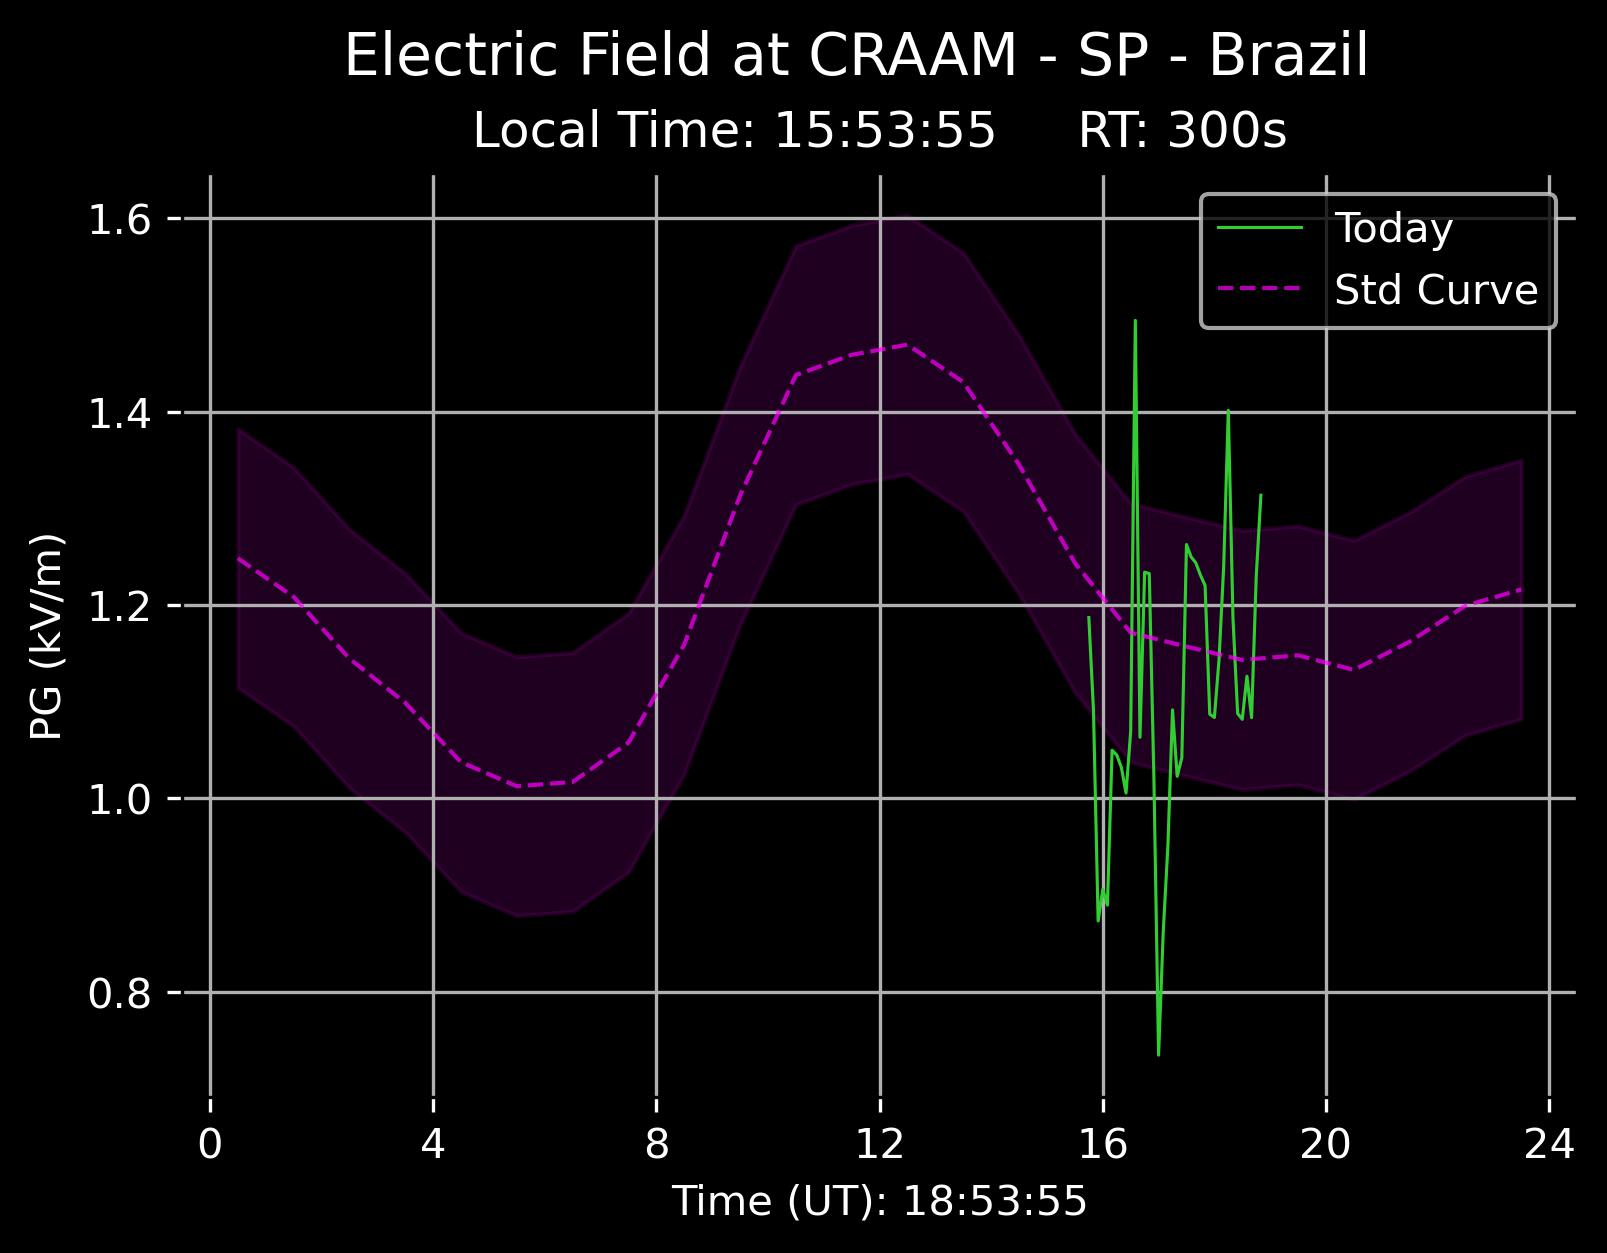 Electric Field at CRAAM - SP - Brazil
Local Time: 15:53:55 RT: 300s
Today
Std Curve
1.6
1.4
1.2
1.0
0.8
PG (kV/m)
0 4 8 12 16 20 24
Time (UT): 18:53:55